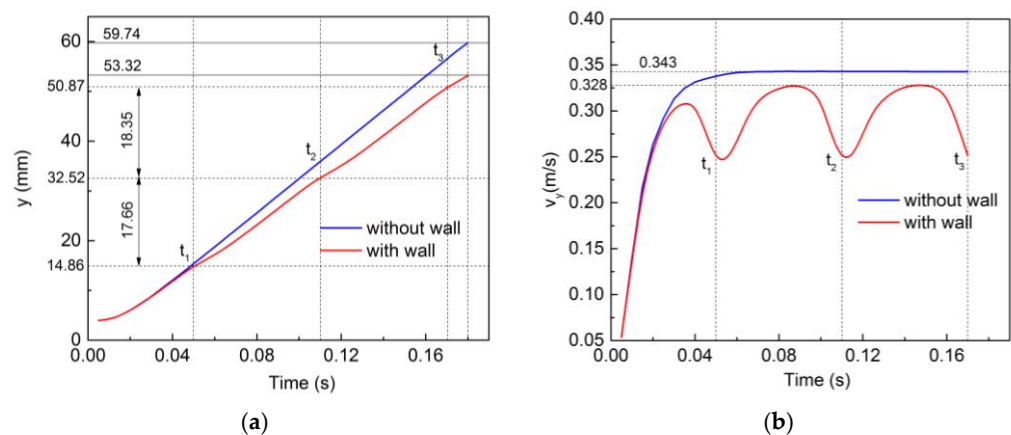 60
59.74
53.32
50.87
40
32.52
20
14.86
0
y (mm)
18.35
17.66
t1
t2
t3
without wall
with wall
0.00
0.04
0.08
0.12
0.16
Time (s)
(a)
0.40
0.35
0.328
0.30
0.25
0.20
0.15
0.10
0.05
vy(m/s)
0.343
t1
t2
t3
without wall
with wall
0.00
0.04
0.08
0.12
0.16
Time (s)
(b)